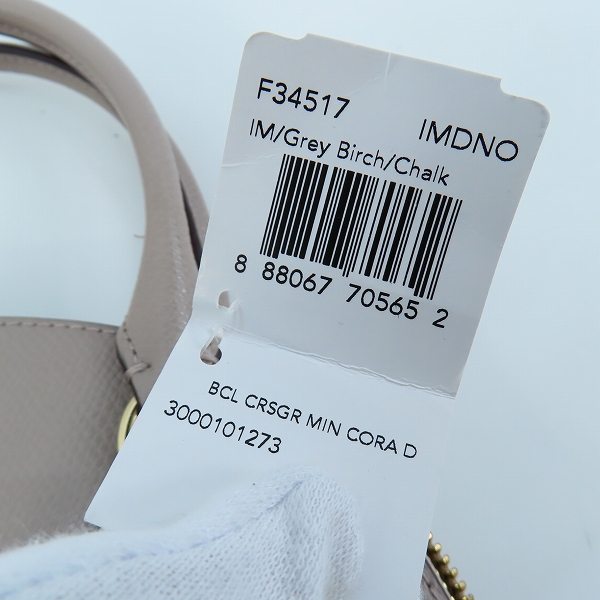 F34517 IMDNO
IM/Grey Birch/Chalk
8 88067 70565 2
BCL CRSGR MIN CORA D
3000101273